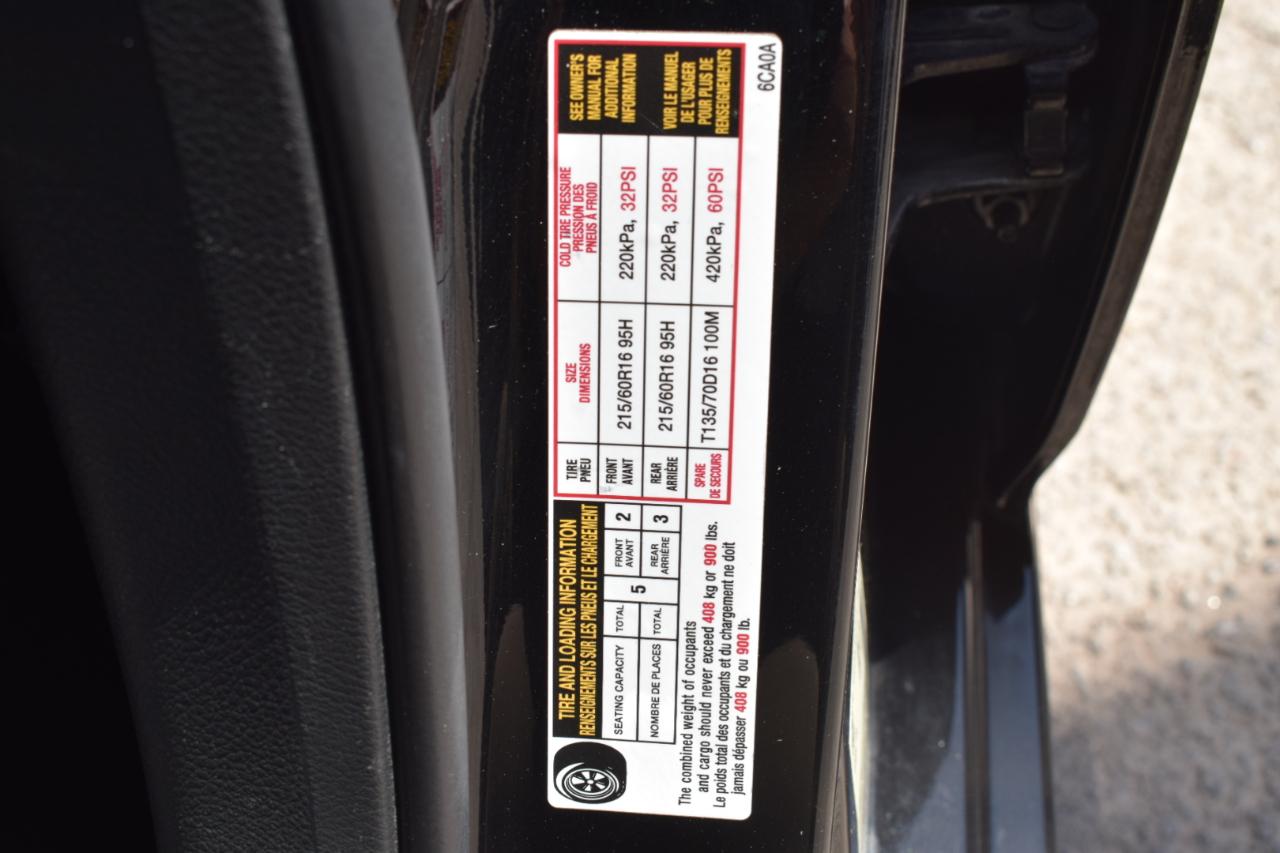 TIRE AND LOADING INFORMATION
RENSEIGNEMENTS SUR LES PNEUS ET LE CHARGEMENT
SEATING CAPACITY TOTAL 5 FRONT AVANT 2
NOMBRE DE PLACES TOTAL REAR ARRIÈRE 3
The combined weight of occupants
and cargo should never exceed 408 kg or 900 lbs.
Le poids total des occupants et du chargement ne doit
jamais dépasser 408 kg ou 900 lb.
TIRE
PNEU
SIZE
DIMENSIONS
COLD TIRE PRESSURE
PRESSION DES
PNEUS À FROID
FRONT
AVANT
215/60R16 95H
220kPa, 32PSI
REAR
ARRIÈRE
215/60R16 95H
220kPa, 32PSI
SPARE
DE SECOURS
T135/70D16 100M
420kPa, 60PSI
SEE OWNER'S
MANUAL FOR
ADDITIONAL
INFORMATION
VOIR LE MANUEL
DE L'USAGER
POUR PLUS DE
RENSEIGNEMENTS
6CA0A